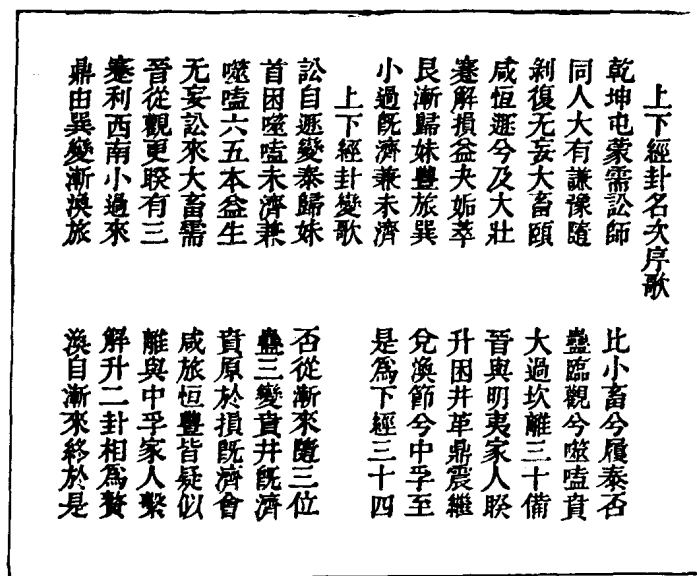 上下經卦名次序歌
乾坤屯蒙需訟師　比小畜兮履泰否
同人大有謙豫隨　蠱臨觀兮噬嗑賁
剝復无妄大畜頤　大過坎離三十備
咸恒遯兮及大壯　晉與明夷家人睽
蹇解損益夬姤萃　升困井革鼎震繼
艮漸歸妹豐旅巽　兌渙節兮中孚至
小過旣濟兼未濟　是爲下經三十四
上下經卦變歌
訟自遯變泰歸妹　否從漸來隨三位
首困噬嗑未濟兼　蠱三變賁井旣濟
噬嗑六五本益生　賁原於損旣濟會
无妄訟來大畜需　咸旅恒豐皆疑似
晉從觀更睽有三　離與中孚家人繫
蹇利西南小過來　解升二卦相爲贅
鼎由巽變漸渙旅　渙自漸來終於是